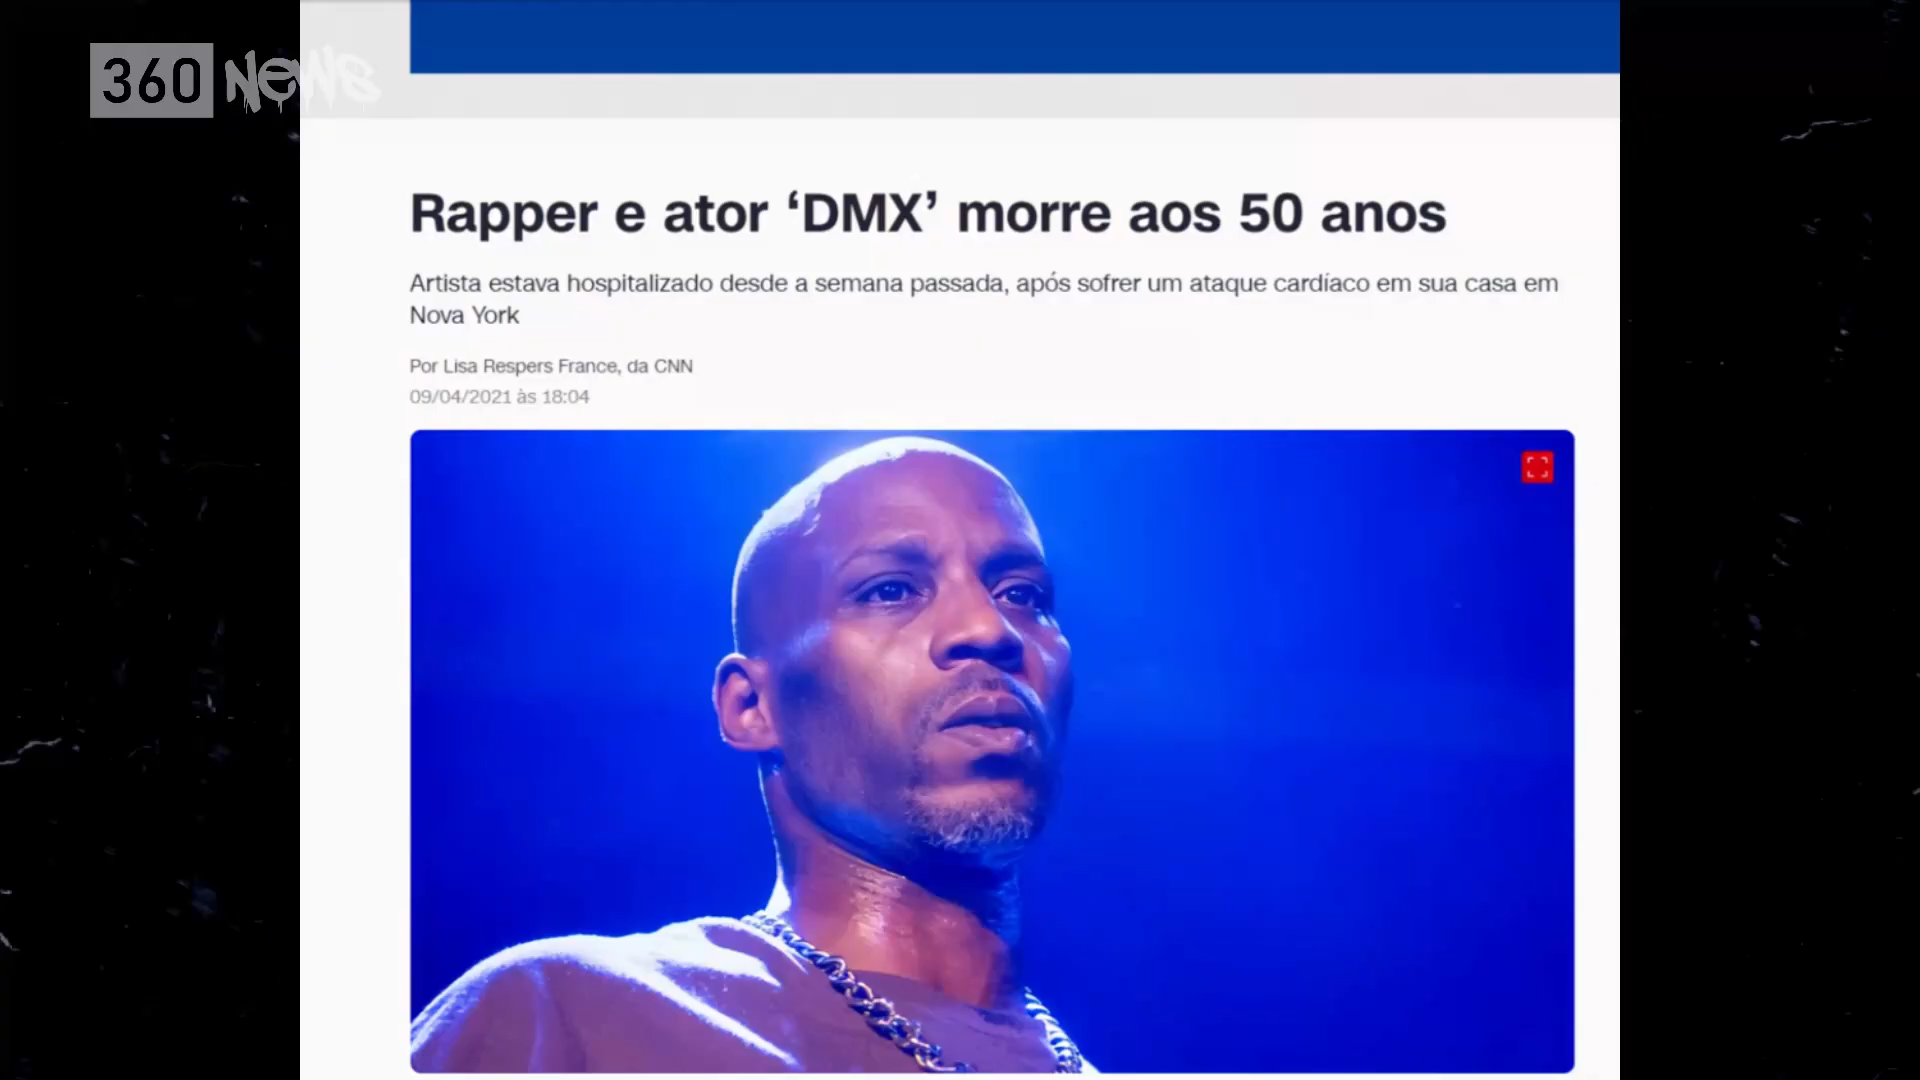 360 News
Rapper e ator ‘DMX’ morre aos 50 anos
Artista estava hospitalizado desde a semana passada, após sofrer um ataque cardíaco em sua casa em
Nova York
Por Lisa Respers France, da CNN
09/04/2021 às 18:04